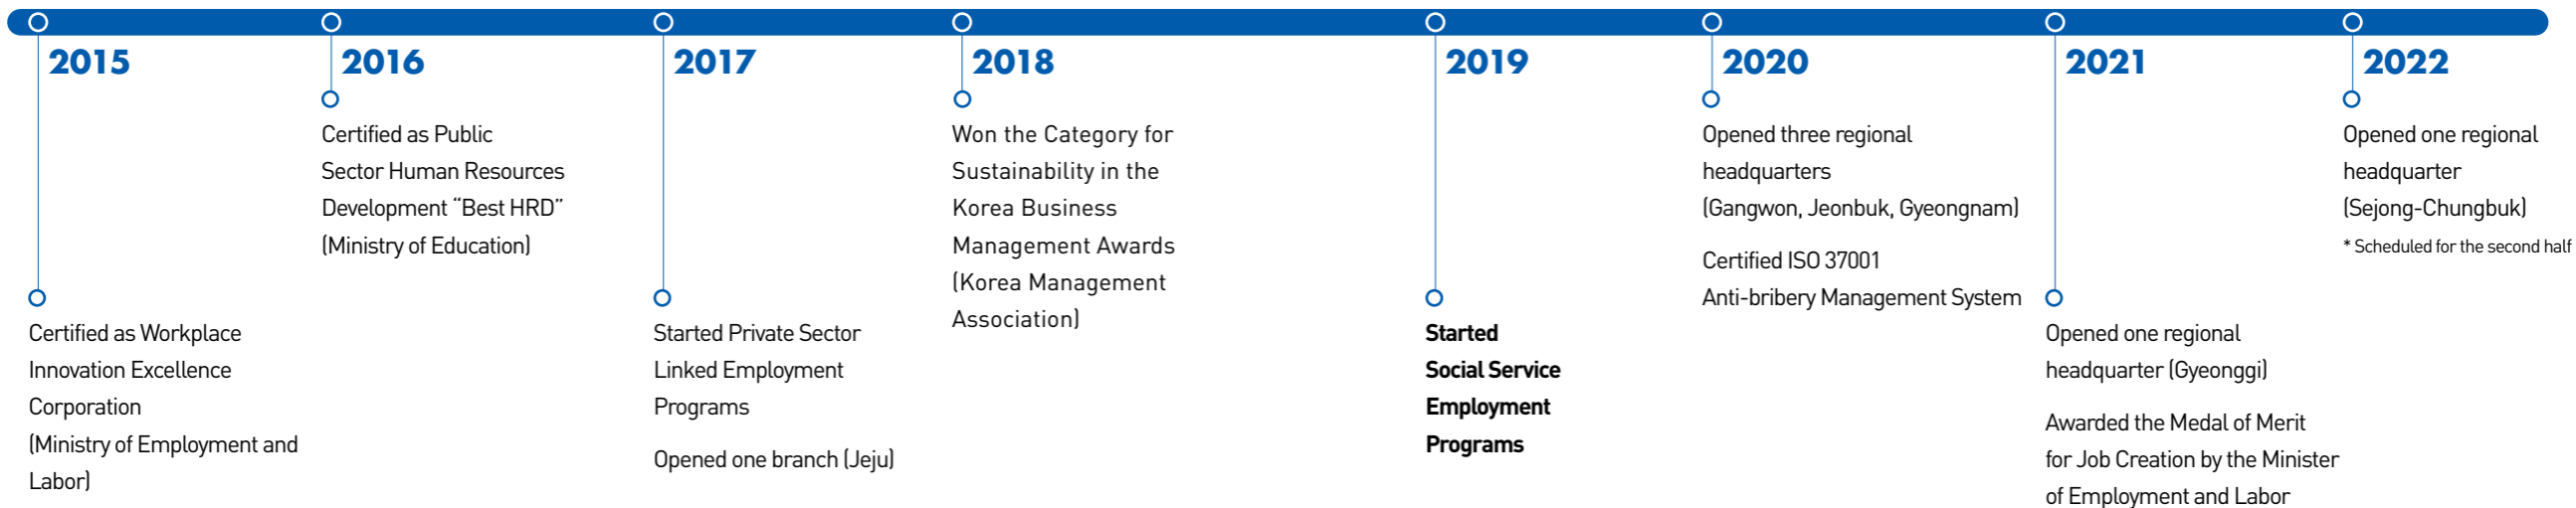 2015
Certified as Workplace
Innovation Excellence
Corporation
(Ministry of Employment and
Labor)
2016
Certified as Public
Sector Human Resources
Development “Best HRD”
(Ministry of Education)
2017
Started Private Sector
Linked Employment
Programs
Opened one branch (Jeju)
2018
Won the Category for
Sustainability in the
Korea Business
Management Awards
(Korea Management
Association)
2019
Started
Social Service
Employment
Programs
2020
Opened three regional
headquarters
(Gangwon, Jeonbuk, Gyeongnam)
Certified ISO 37001
Anti-bribery Management System
2021
Opened one regional
headquarter (Gyeonggi)
Awarded the Medal of Merit
for Job Creation by the Minister
of Employment and Labor
2022
Opened one regional
headquarter
(Sejong-Chungbuk)
* Scheduled for the second half